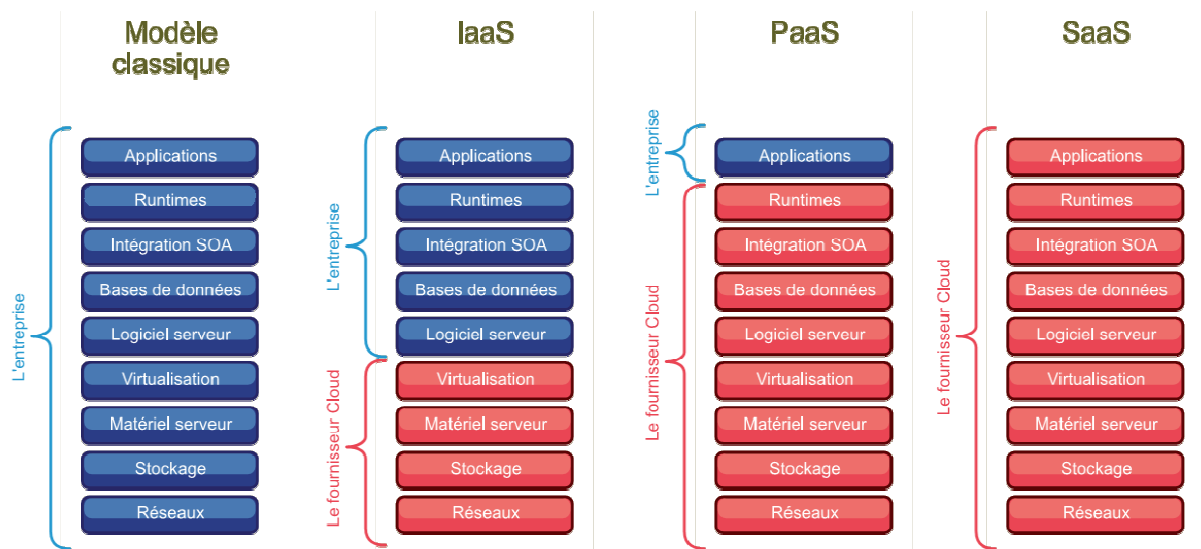 Modèle
classique
IaaS
PaaS
SaaS
L'entreprise
Applications
Runtimes
Intégration SOA
Bases de données
Logiciel serveur
Virtualisation
Matériel serveur
Stockage
Réseaux
L'entreprise
Le fournisseur Cloud
Applications
Runtimes
Intégration SOA
Bases de données
Logiciel serveur
Virtualisation
Matériel serveur
Stockage
Réseaux
L'entreprise
Le fournisseur Cloud
Applications
Runtimes
Intégration SOA
Bases de données
Logiciel serveur
Virtualisation
Matériel serveur
Stockage
Réseaux
Le fournisseur Cloud
Applications
Runtimes
Intégration SOA
Bases de données
Logiciel serveur
Virtualisation
Matériel serveur
Stockage
Réseaux